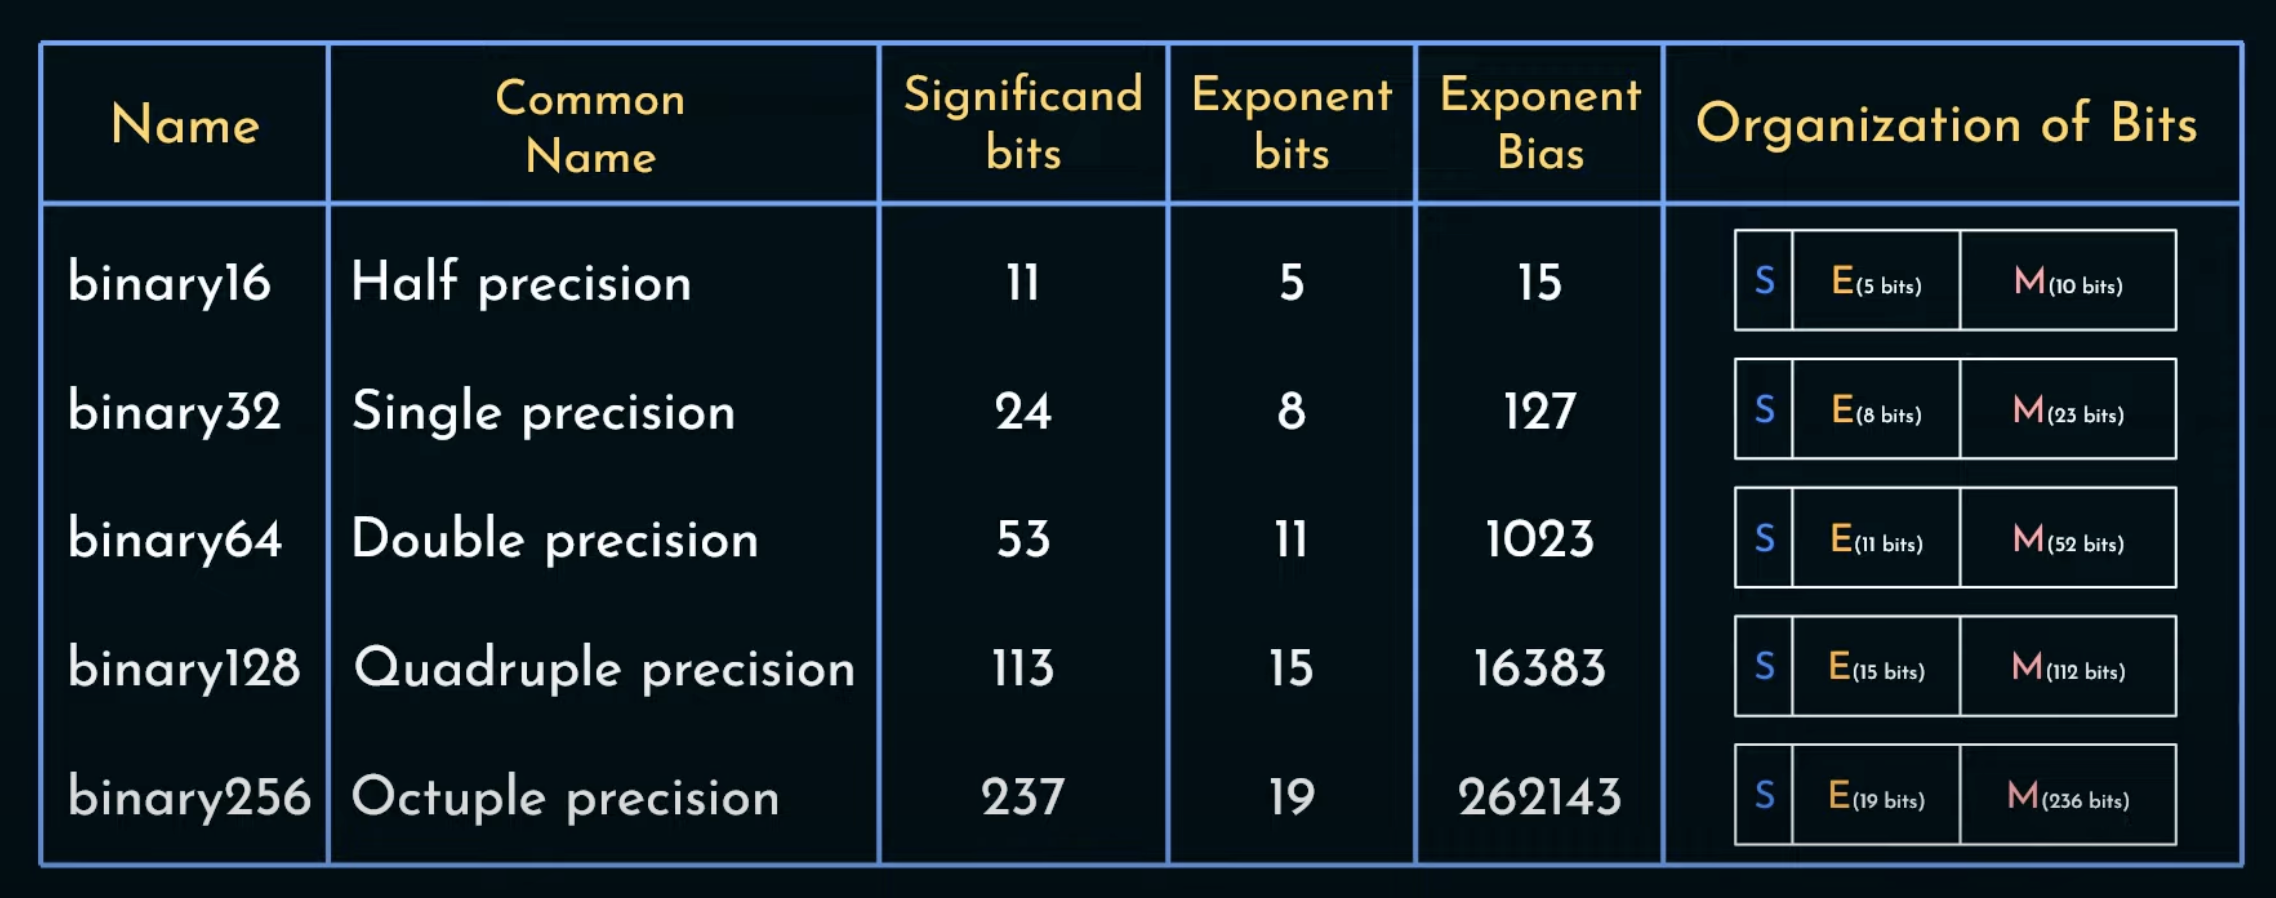 Name
Common
Name
Significand
bits
Exponent
bits
Exponent
Bias
Organization of Bits
binary16 Half precision 11 5 15 S E(5 bits) M(10 bits)
binary32 Single precision 24 8 127 S E(8 bits) M(23 bits)
binary64 Double precision 53 11 1023 S E(11 bits) M(52 bits)
binary128 Quadruple precision 113 15 16383 S E(15 bits) M(112 bits)
binary256 Octuple precision 237 19 262143 S E(19 bits) M(236 bits)